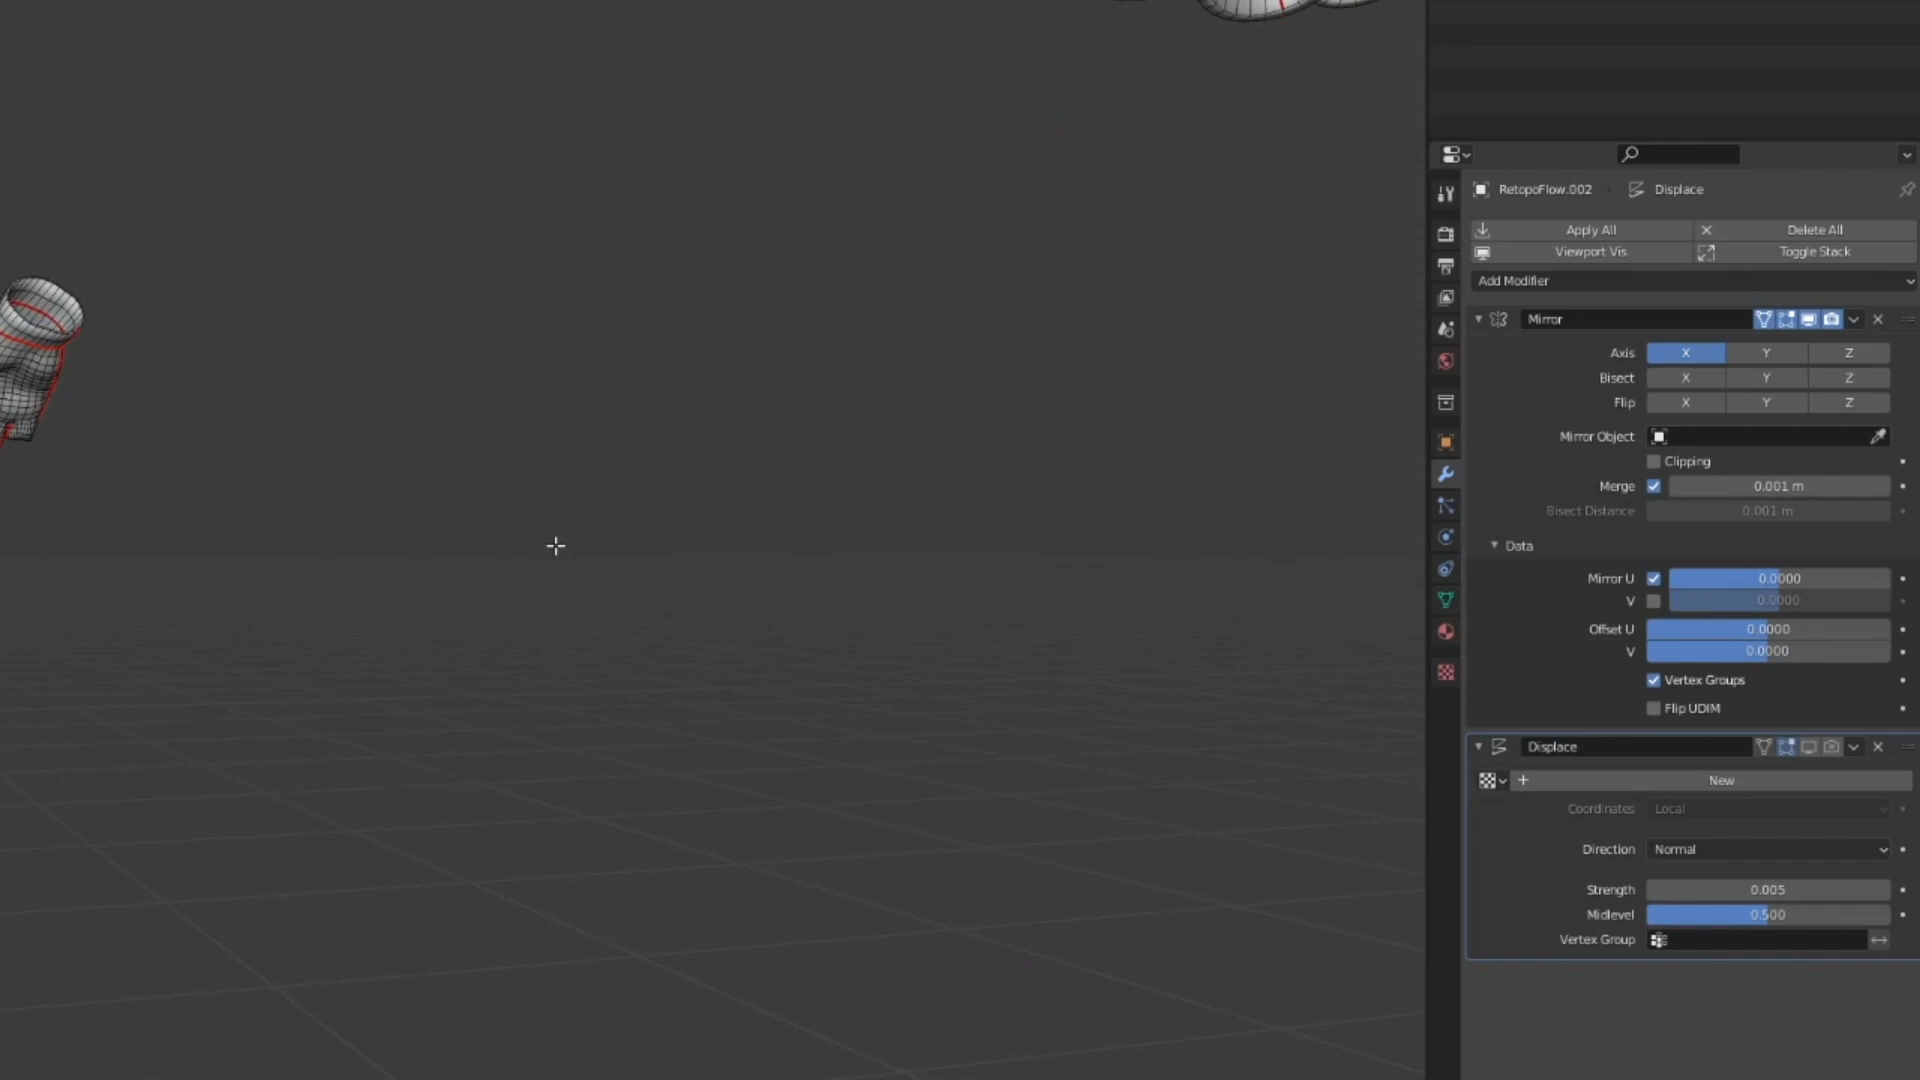 RetopoFlow.002 Displace
Apply All Delete All
Viewport Vis Toggle Stack
Add Modifier
Mirror
Axis X Y Z
Bisect X Y Z
Flip X Y Z
Mirror Object
Clipping
Merge 0.001 m
Bisect Distance 0.001 m
Data
Mirror U 0.0000
V 0.0000
Offset U 0.0000
V 0.0000
Vertex Groups
Flip UDIM
Displace
New
Coordinates Local
Direction Normal
Strength 0.005
Midlevel 0.500
Vertex Group